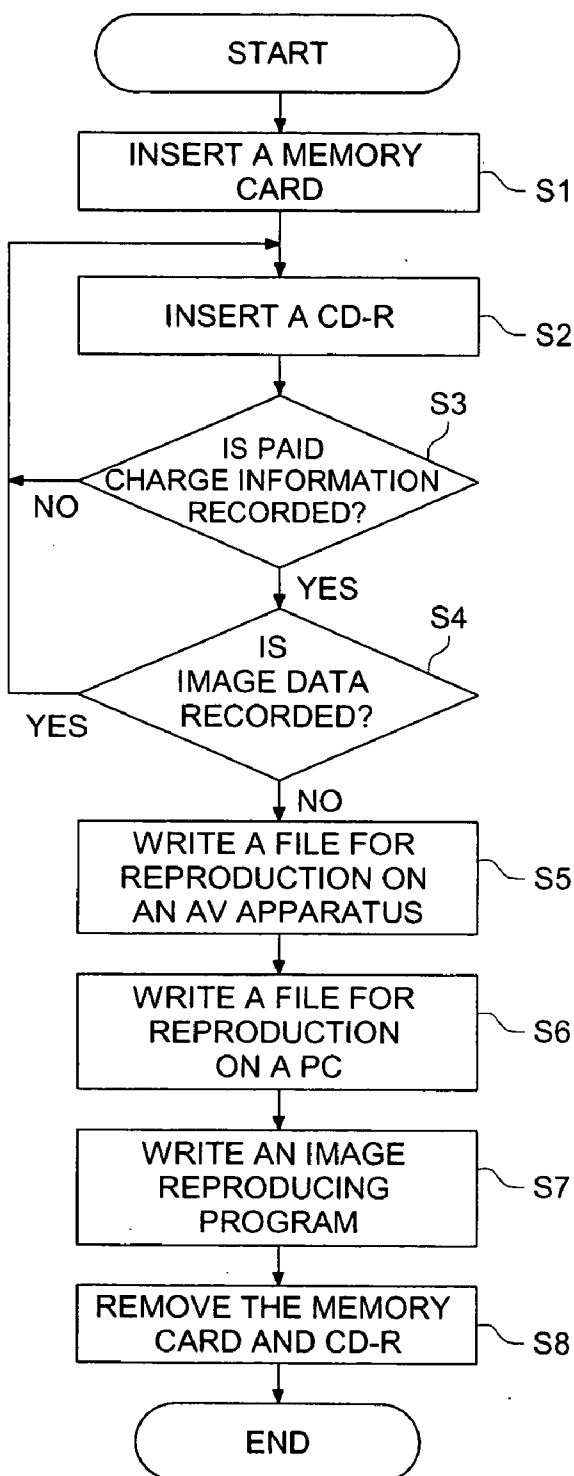 START
INSERT A MEMORY
CARD
S1
INSERT A CD-R
S2
S3
IS PAID
CHARGE INFORMATION
RECORDED?
NO
YES
S4
IS
IMAGE DATA
RECORDED?
YES
NO
WRITE A FILE FOR
REPRODUCTION ON
AN AV APPARATUS
S5
WRITE A FILE FOR
REPRODUCTION
ON A PC
S6
WRITE AN IMAGE
REPRODUCING
PROGRAM
S7
REMOVE THE MEMORY
CARD AND CD-R
S8
END